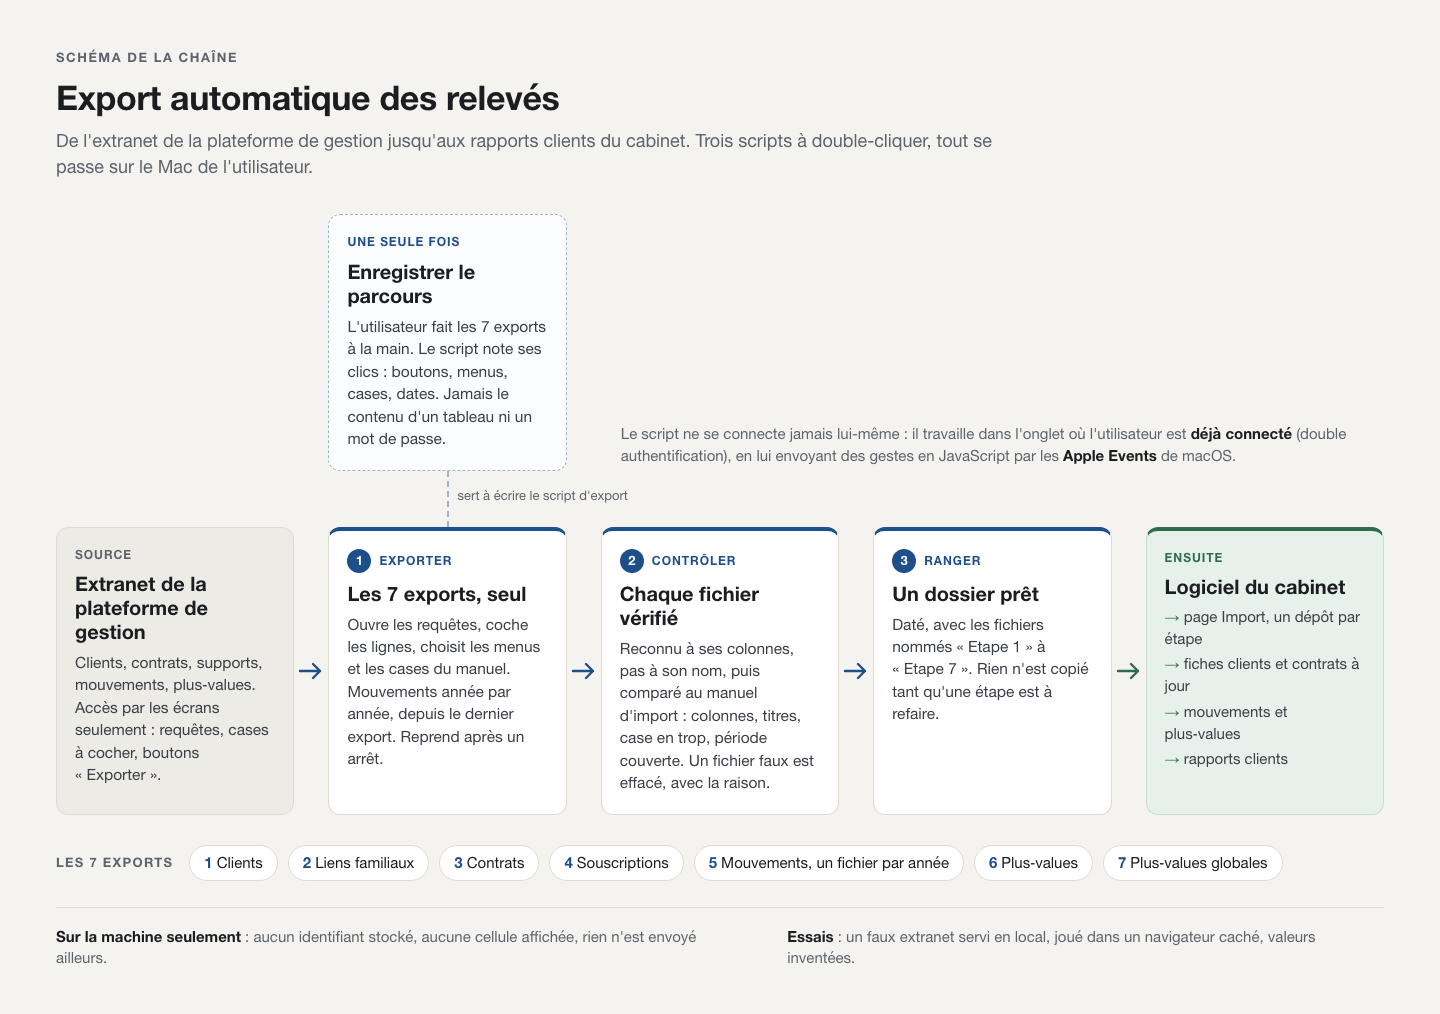 SCHÉMA DE LA CHAÎNE
Export automatique des relevés
De l'extranet de la plateforme de gestion jusqu'aux rapports clients du cabinet. Trois scripts à double-cliquer, tout se
passe sur le Mac de l'utilisateur.
UNE SEULE FOIS
Enregistrer le
parcours
L'utilisateur fait les 7 exports
à la main. Le script note ses
clics : boutons, menus,
cases, dates. Jamais le
contenu d'un tableau ni un
mot de passe.
Le script ne se connecte jamais lui-même : il travaille dans l'onglet où l'utilisateur est déjà connecté (double
authentification), en lui envoyant des gestes en JavaScript par les Apple Events de macOS.
sert à écrire le script d'export
SOURCE
Extranet de la
plateforme de
gestion
Clients, contrats, supports,
mouvements, plus-values.
Accès par les écrans
seulement : requêtes, cases
à cocher, boutons
« Exporter ».
1 EXPORTER
Les 7 exports, seul
Ouvre les requêtes, coche
les lignes, choisit les menus
et les cases du manuel.
Mouvements année par
année, depuis le dernier
export. Reprend après un
arrêt.
2 CONTRÔLER
Chaque fichier
vérifié
Reconnu à ses colonnes,
pas à son nom, puis
comparé au manuel
d'import : colonnes, titres,
case en trop, période
couverte. Un fichier faux est
effacé, avec la raison.
3 RANGER
Un dossier prêt
Daté, avec les fichiers
nommés « Etape 1 » à
« Etape 7 ». Rien n'est copié
tant qu'une étape est à
refaire.
ENSUITE
Logiciel du cabinet
→ page Import, un dépôt par
étape
→ fiches clients et contrats à
jour
→ mouvements et
plus-values
→ rapports clients
LES 7 EXPORTS
1 Clients
2 Liens familiaux
3 Contrats
4 Souscriptions
5 Mouvements, un fichier par année
6 Plus-values
7 Plus-values globales
Sur la machine seulement : aucun identifiant stocké, aucune cellule affichée, rien n'est envoyé
ailleurs.
Essais : un faux extranet servi en local, joué dans un navigateur caché, valeurs
inventées.